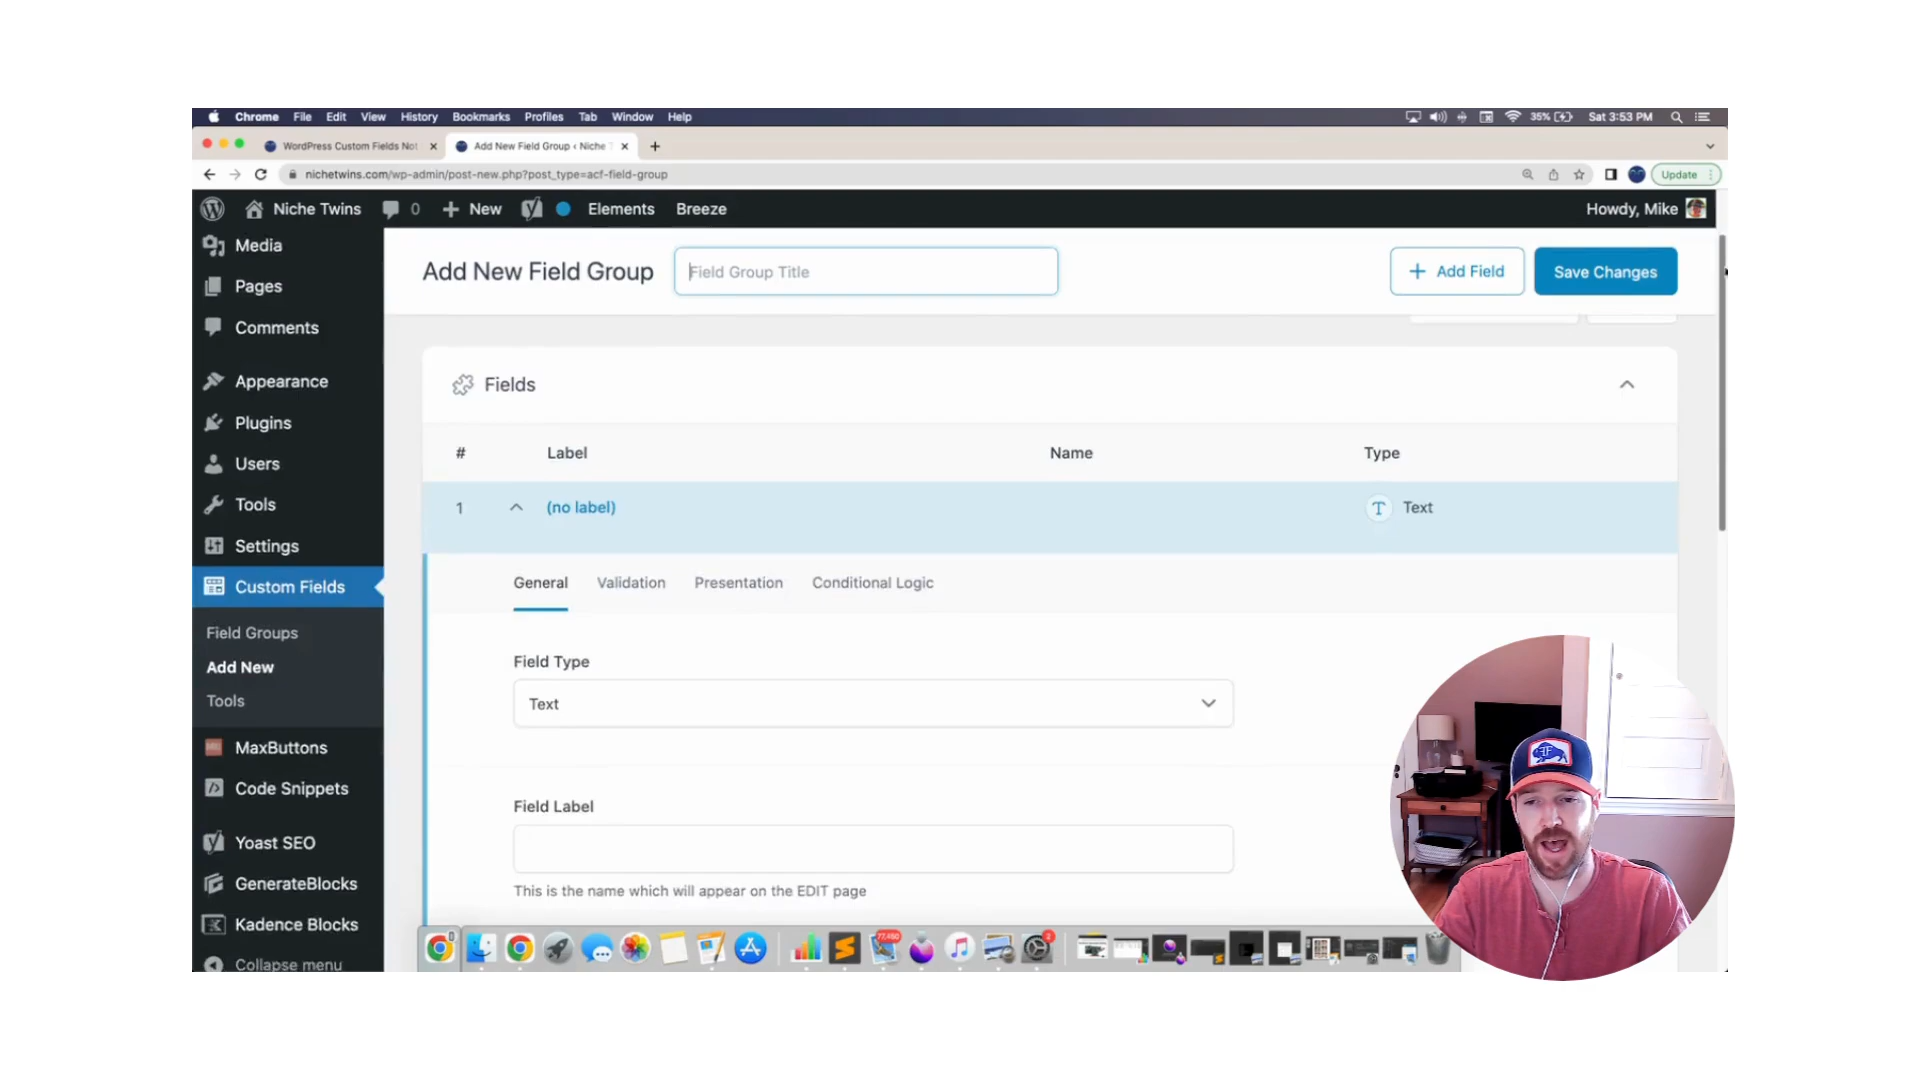 Chrome File Edit View History Bookmarks Profiles Tab Window Help 35% Sat 3:53 PM
WordPress Custom Fields Not Add New Field Group ‹ Niche T
nichetwins.com/wp-admin/post-new.php?post_type=acf-field-group Update
Niche Twins 0 New Elements Breeze Howdy, Mike
Media
Pages
Comments
Appearance
Plugins
Users
Tools
Settings
Custom Fields
Field Groups
Add New
Tools
MaxButtons
Code Snippets
Yoast SEO
GenerateBlocks
Kadence Blocks
Collapse menu
Add New Field Group Field Group Title + Add Field Save Changes
Fields
# Label Name Type
1 (no label) T Text
General Validation Presentation Conditional Logic
Field Type
Text
Field Label
This is the name which will appear on the EDIT page